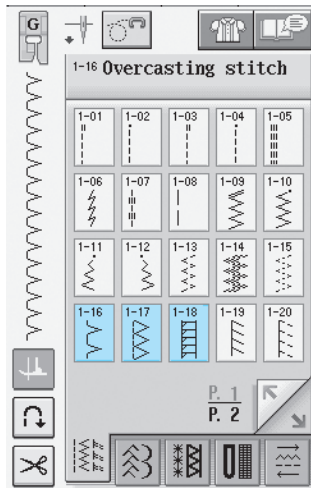 G
1-16 Overcasting stitch
1-01 1-02 1-03 1-04 1-05
1-06 1-07 1-08 1-09 1-10
1-11 1-12 1-13 1-14 1-15
1-16 1-17 1-18 1-19 1-20
P. 1
P. 2